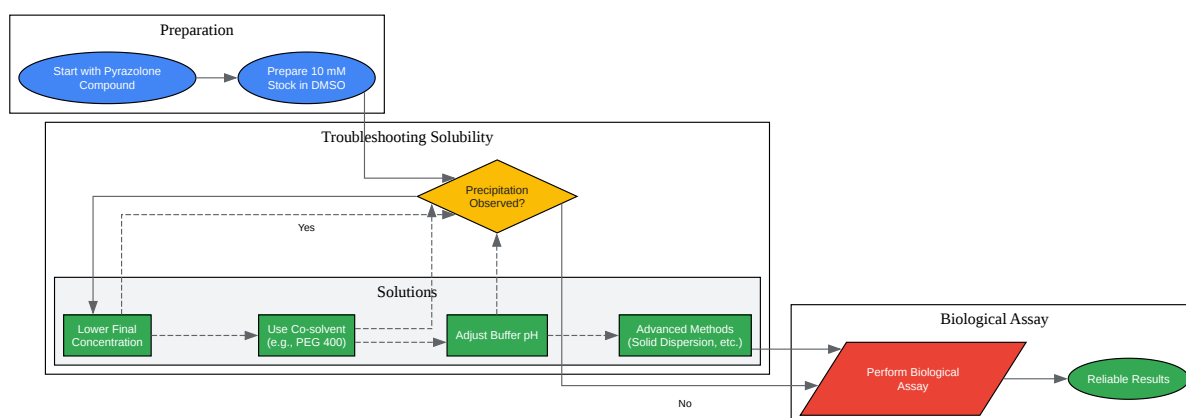 Preparation
Start with Pyrazolone
Compound
Prepare 10 mM
Stock in DMSO
Troubleshooting Solubility
Precipitation
Observed?
Yes
Solutions
Lower Final
Concentration
Use Co-solvent
(e.g., PEG 400)
Adjust Buffer pH
Advanced Methods
(Solid Dispersion, etc.)
Biological Assay
Perform Biological
Assay
Reliable Results
No